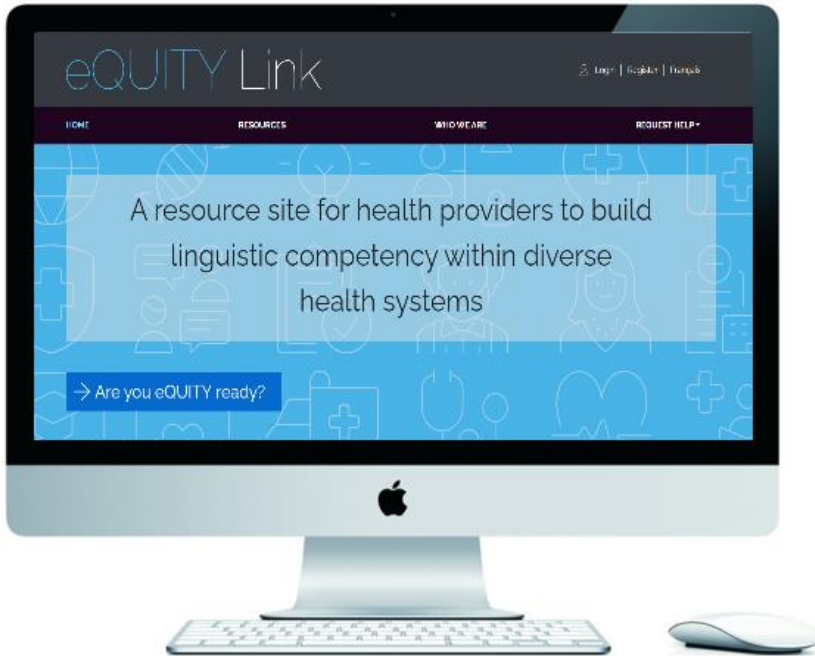 eQUITY Link
Login | Register | Français
HOME RESOURCES WHO WE ARE REQUEST HELP
A resource site for health providers to build
linguistic competency within diverse
health systems
→ Are you eQUITY ready?